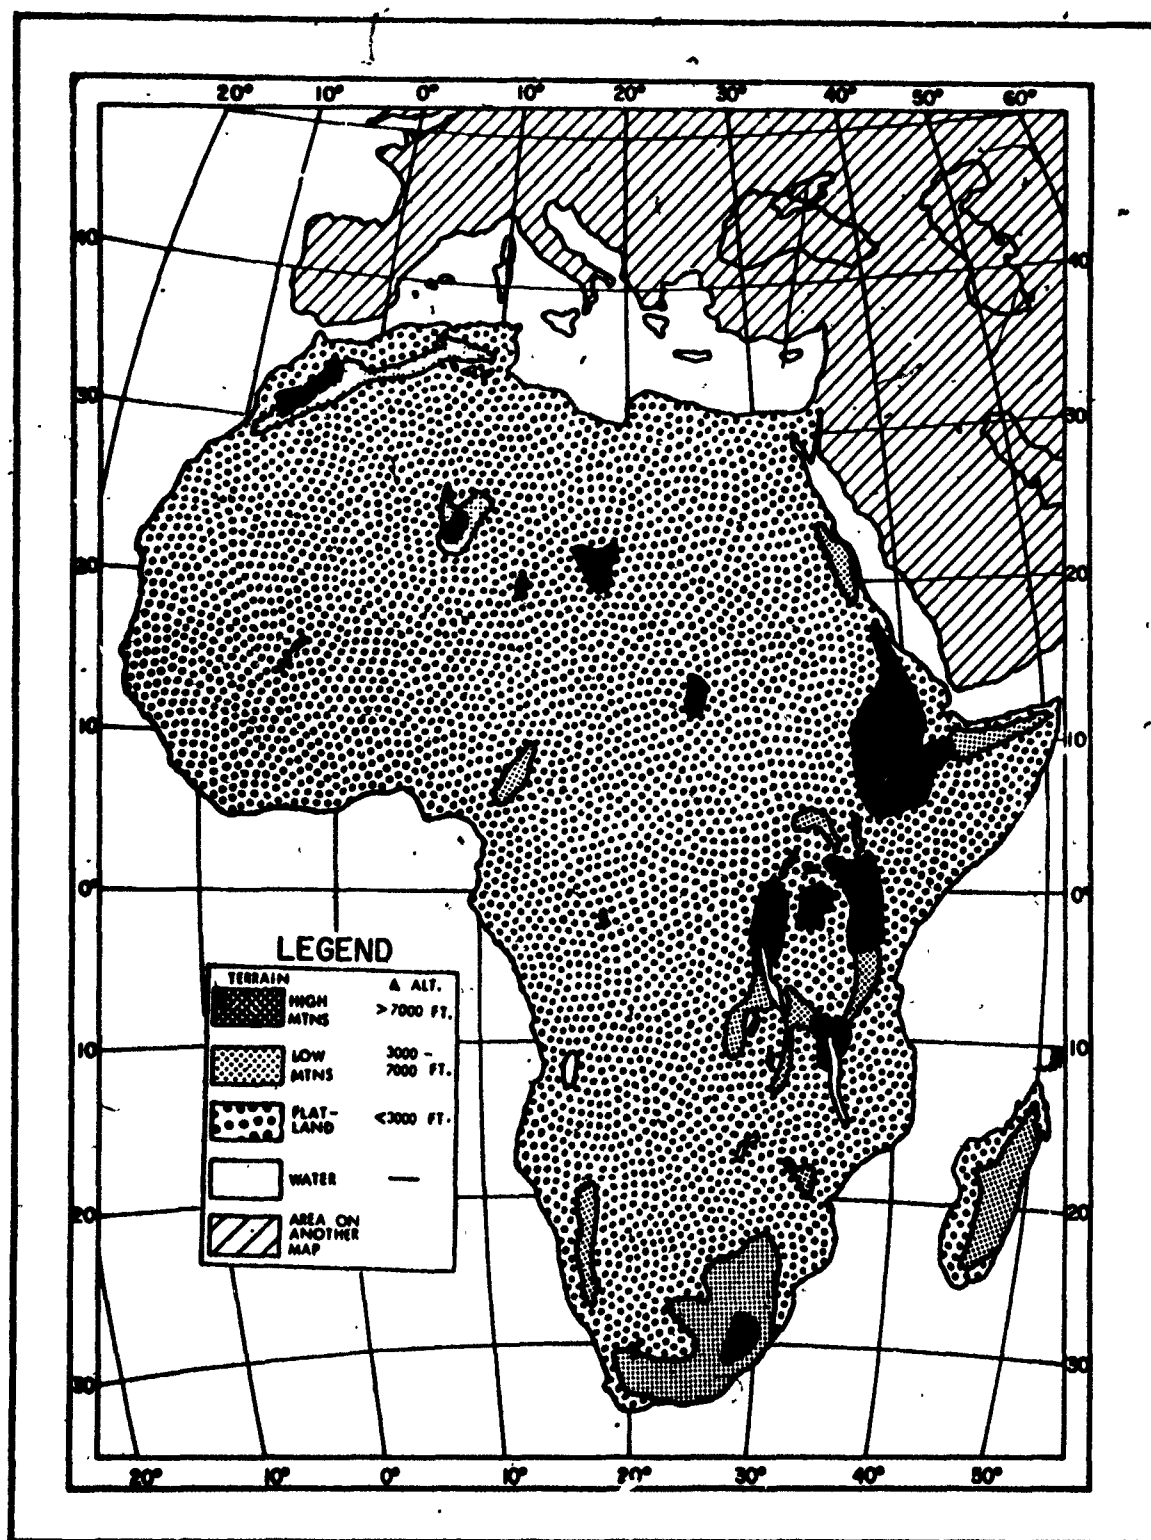 20° 10° 0° 10° 20° 30° 40° 50° 60°
40
30 30
20 20
10 10
0° 0°
LEGEND
TERRAIN Δ ALT.
HIGH MTNS >7000 FT.
LOW MTNS 3000 – 7000 FT.
FLAT-LAND <3000 FT.
WATER —
AREA ON ANOTHER MAP
10 10
20 20
30 30
20° 10° 0° 10° 20° 30° 40° 50°